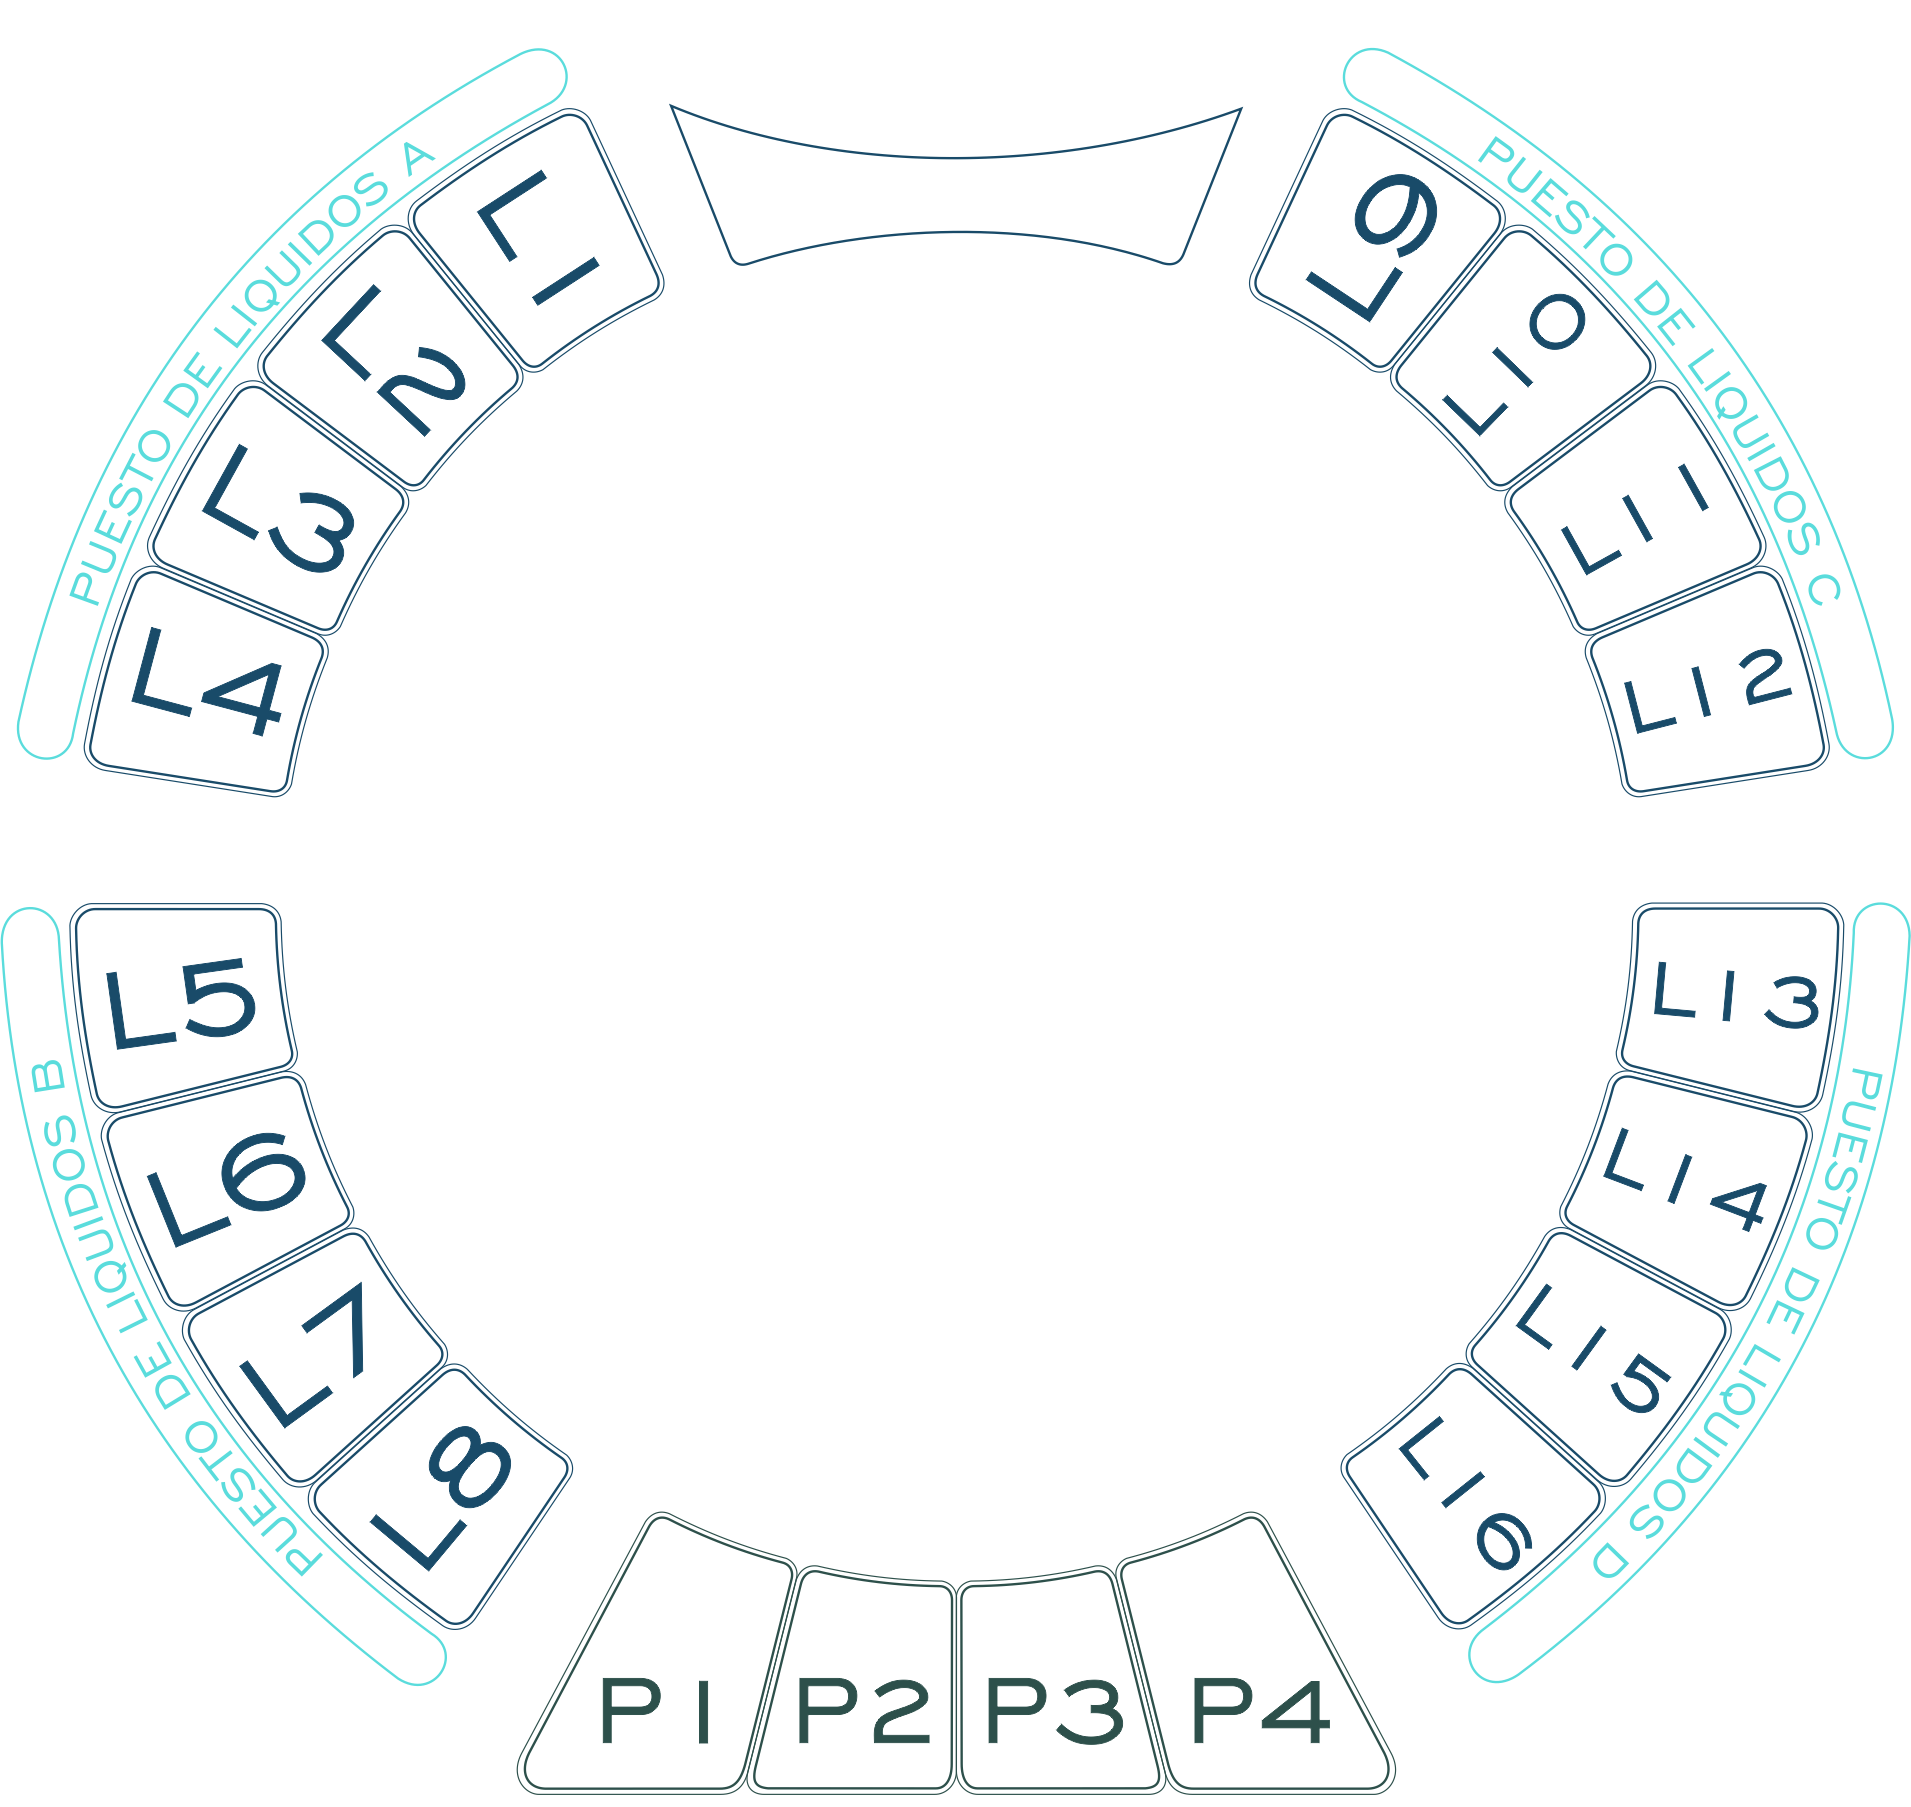 PUESTO DE LIQUIDOS A
L1
L2
L3
L4
PUESTO DE LIQUIDOS C
L9
L10
L11
L12
PUESTO DE LIQUIDOS B
L5
L6
L7
L8
PUESTO DE LIQUIDOS D
L13
L14
L15
L16
P1
P2
P3
P4